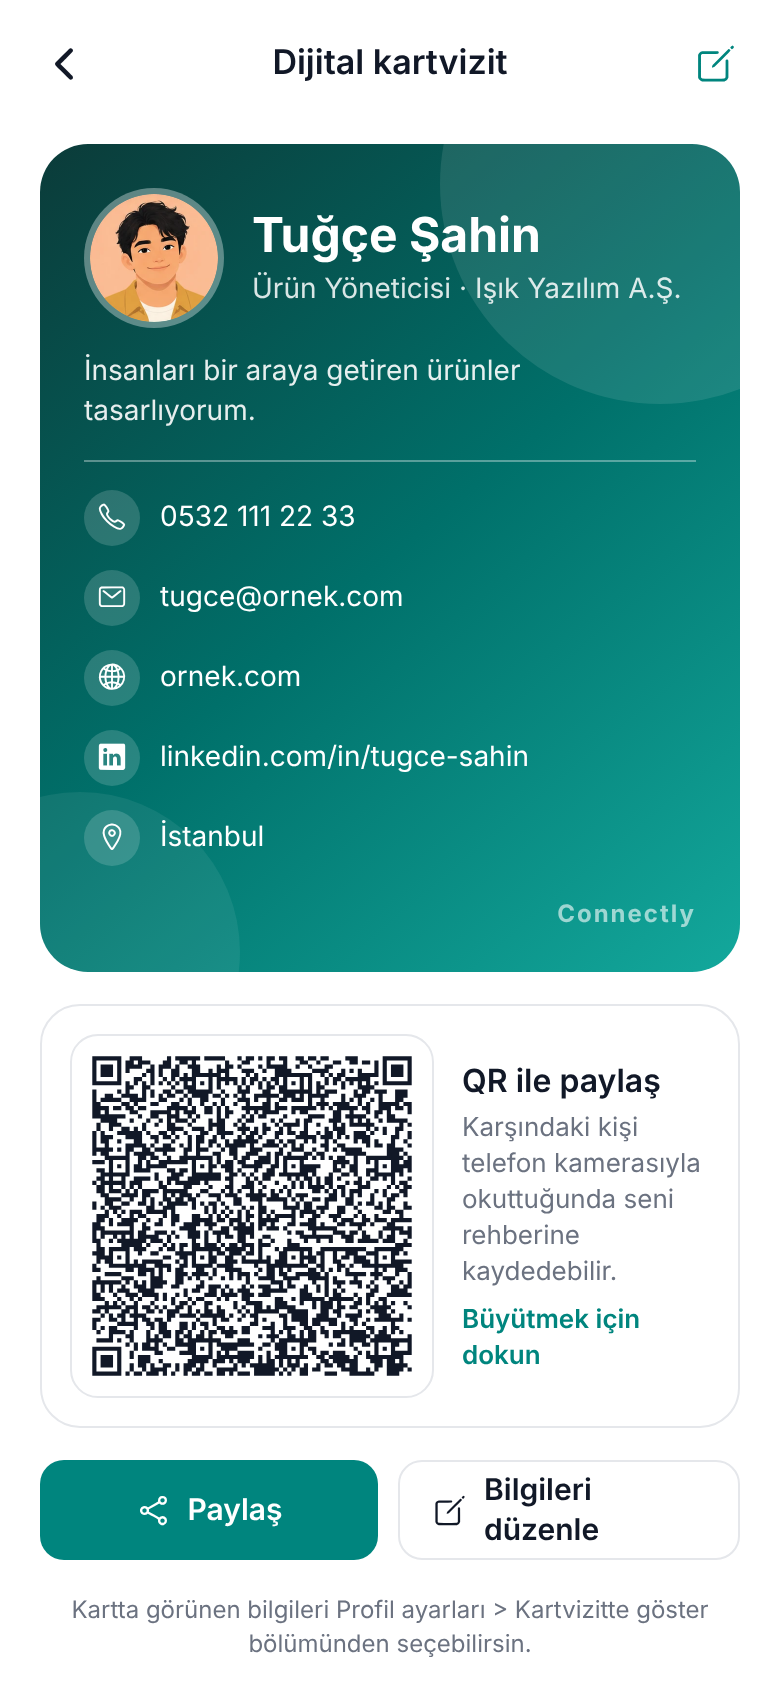 Dijital kartvizit
Tuğçe Şahin
Ürün Yöneticisi · Işık Yazılım A.Ş.
İnsanları bir araya getiren ürünler
tasarlıyorum.
0532 111 22 33
tugce@ornek.com
ornek.com
in
linkedin.com/in/tugce-sahin
İstanbul
Connectly
QR ile paylaş
Karşındaki kişi
telefon kamerasıyla
okuttuğunda seni
rehberine
kaydedebilir.
Büyütmek için
dokun
Paylaş
Bilgileri
düzenle
Kartta görünen bilgileri Profil ayarları > Kartvizitte göster
bölümünden seçebilirsin.